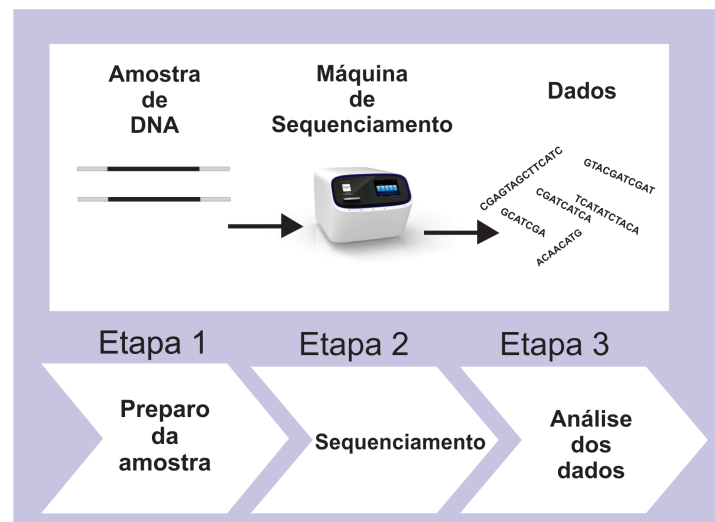 Amostra
de
DNA
Máquina
de
Sequenciamento
Dados
CGAGTAGCTTCATC
GTACGATCGAT
CGATCATCA
TCATATCTACA
GCATCGA
ACAACATG
Etapa 1
Etapa 2
Etapa 3
Preparo
da
amostra
Sequenciamento
Análise
dos
dados